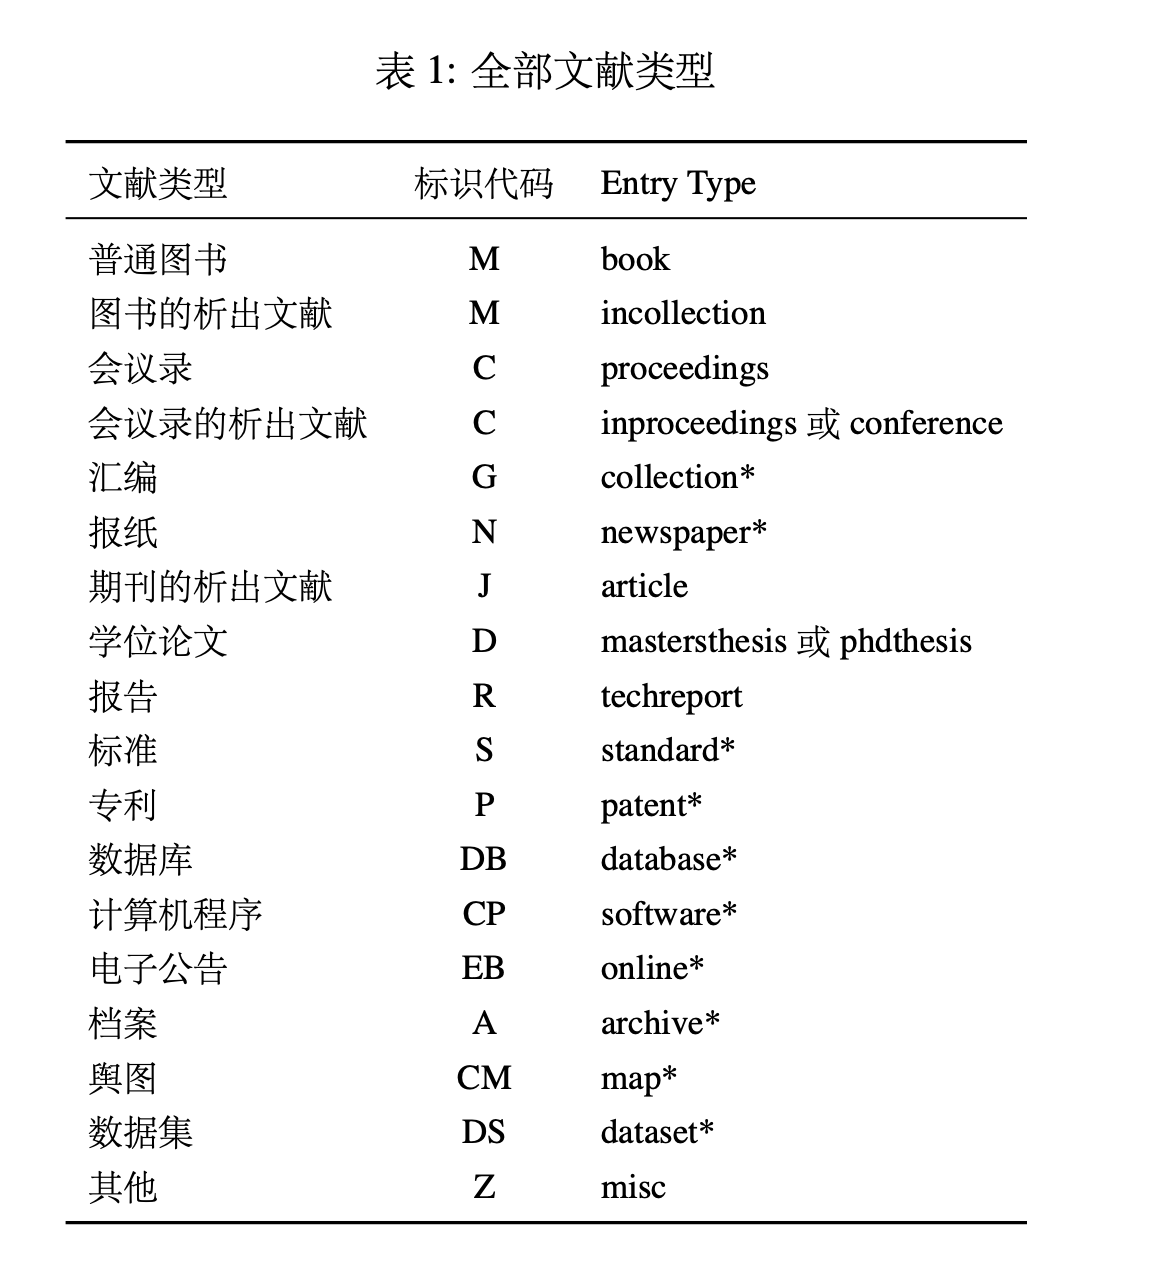 表 1: 全部文献类型
文献类型 标识代码 Entry Type
普通图书 M book
图书的析出文献 M incollection
会议录 C proceedings
会议录的析出文献 C inproceedings 或 conference
汇编 G collection*
报纸 N newspaper*
期刊的析出文献 J article
学位论文 D mastersthesis 或 phdthesis
报告 R techreport
标准 S standard*
专利 P patent*
数据库 DB database*
计算机程序 CP software*
电子公告 EB online*
档案 A archive*
舆图 CM map*
数据集 DS dataset*
其他 Z misc